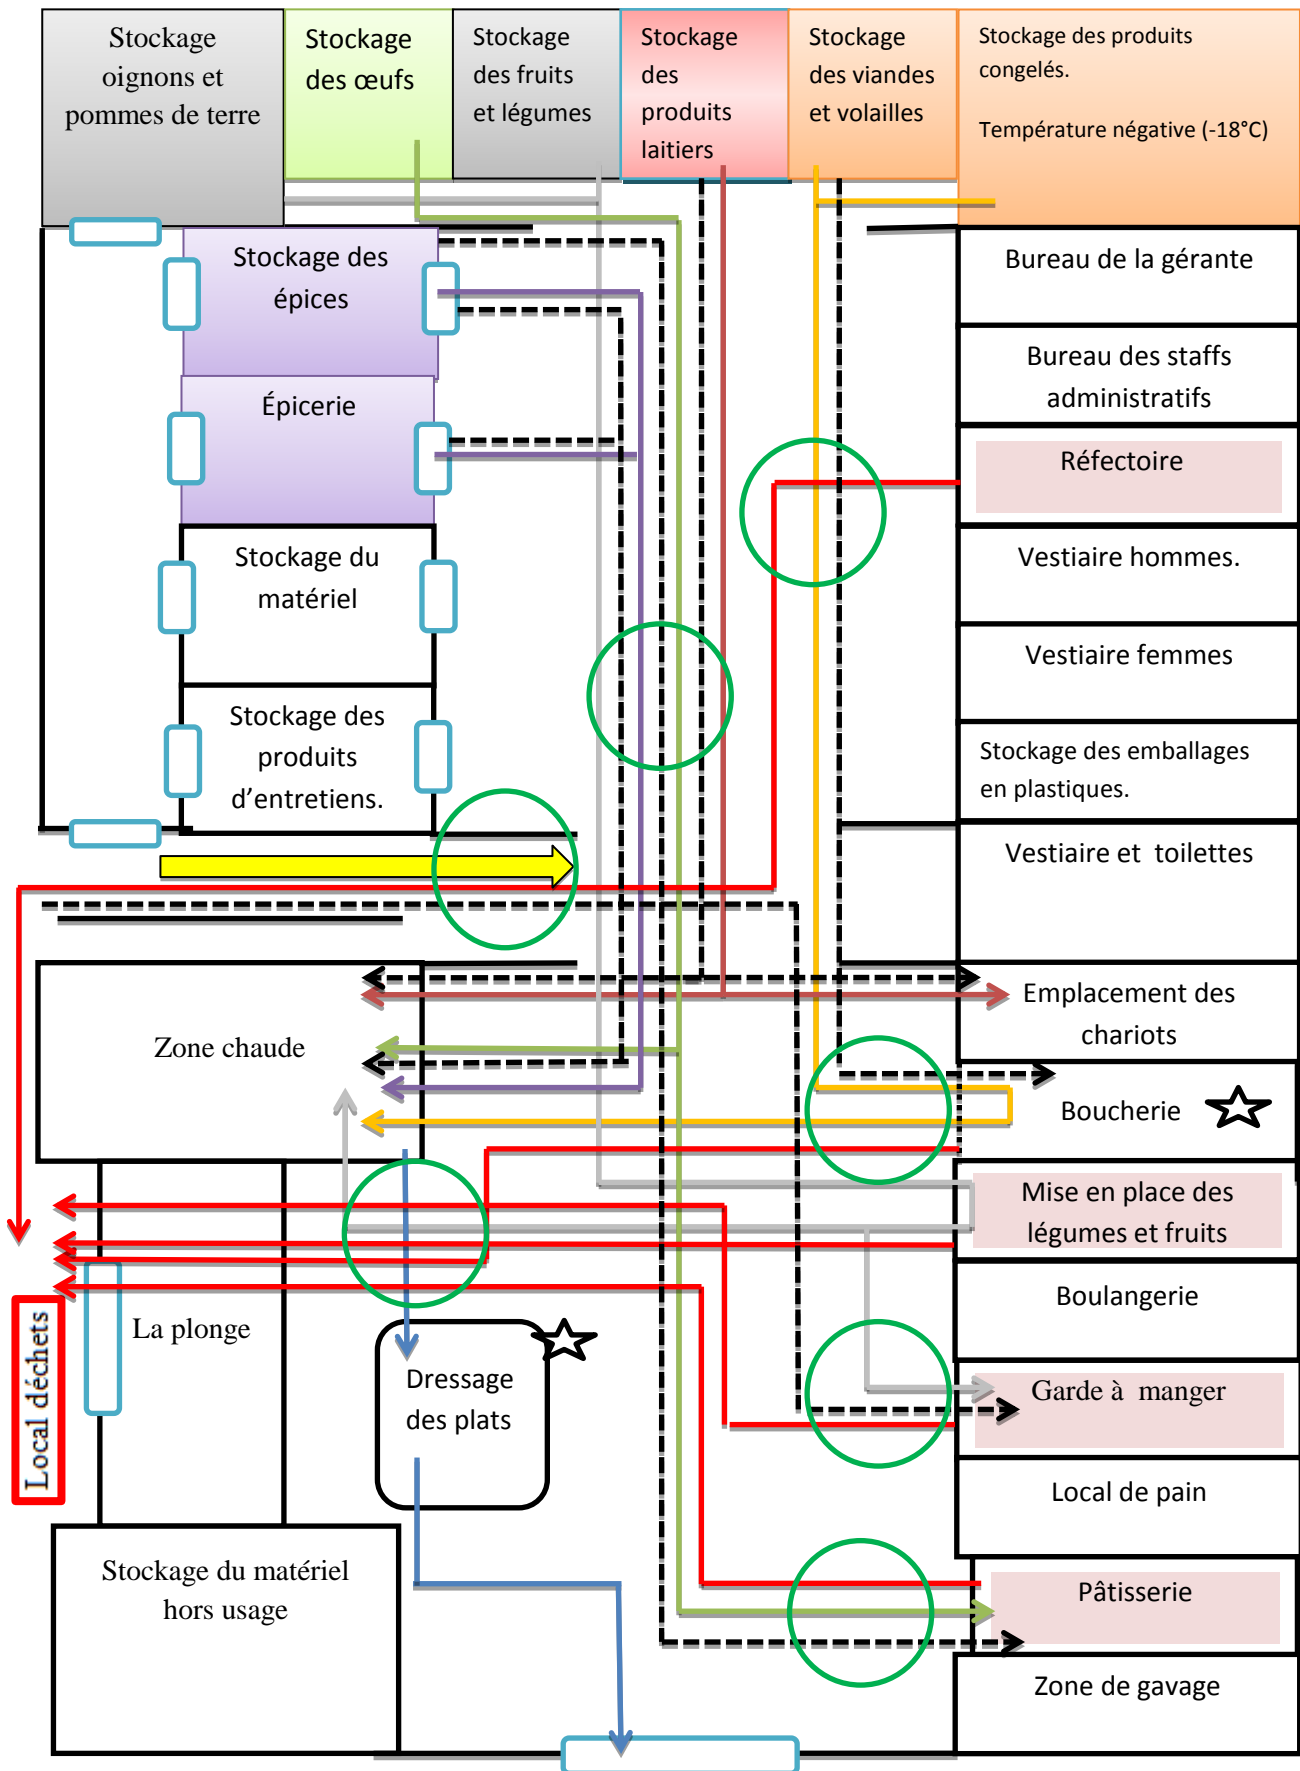 Stockage
oignons et
pommes de terre
Stockage
des œufs
Stockage
des fruits
et légumes
Stockage
des
produits
laitiers
Stockage
des viandes
et volailles
Stockage des produits
congelés.
Température négative (-18°C)
Stockage des
épices
Épicerie
Stockage du
matériel
Stockage des
produits
d'entretiens.
Bureau de la gérante
Bureau des staffs
administratifs
Réfectoire
Vestiaire hommes.
Vestiaire femmes
Stockage des emballages
en plastiques.
Vestiaire et toilettes
Zone chaude
Emplacement des
chariots
Boucherie
Mise en place des
légumes et fruits
Boulangerie
La plonge
Local déchets
Dressage
des plats
Garde à manger
Local de pain
Stockage du matériel
hors usage
Pâtisserie
Zone de gavage